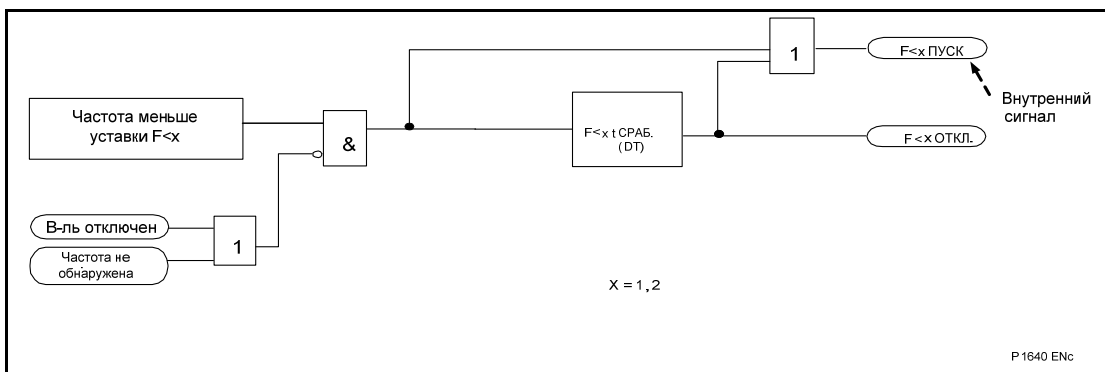 1
F<x ПУСК
Внутренний
сигнал
Частота меньше
уставки F<x
&
F<x t СРАБ.
(DT)
F<x ОТКЛ.
В-ль отключен
1
Частота не
обнаружена
X = 1,2
P1640 ENc